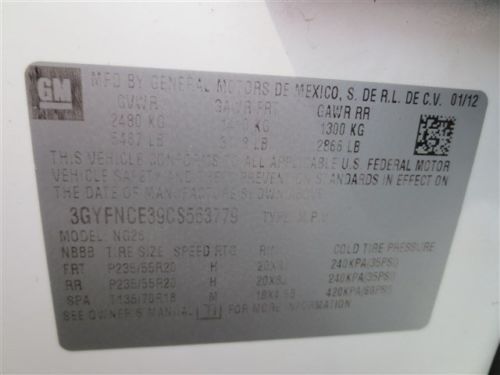 GM
MFD BY GENERAL MOTORS DE MEXICO, S. DE R.L. DE C.V. 01/12
GVWR GAWR FRT GAWR RR
2480 KG KG 1300 KG
5467 LB LB 2866 LB
THIS VEHICLE CONFORMS TO ALL APPLICABLE U.S. FEDERAL MOTOR
VEHICLE SAFETY AND STANDARDS IN EFFECT ON
THE DATE OF MANUFACTURE SHOWN ABOVE.
3GYFNCE39CS563779 TYPE: M.P.V.
MODEL:
NBBB TIRE SIZE SPEED RTG RIM COLD TIRE PRESSURE
FRT P235/55R20 H 20X8J 240KPA(35PSI)
RR P235/55R20 H 20X8J 240KPA(35PSI)
SPA T135/70R18 M 420KPA(60PSI)
SEE OWNER'S MANUAL FOR MORE INFORMATION.